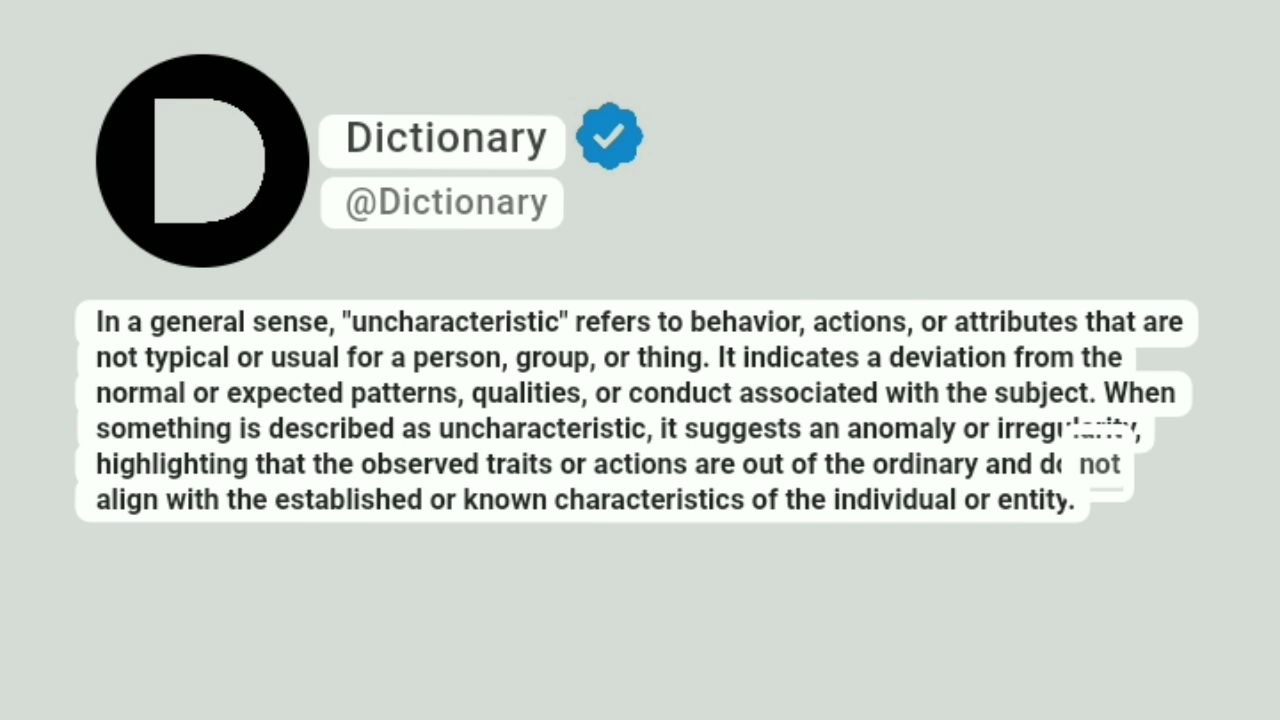 D
Dictionary
@Dictionary
In a general sense, "uncharacteristic" refers to behavior, actions, or attributes that are
not typical or usual for a person, group, or thing. It indicates a deviation from the
normal or expected patterns, qualities, or conduct associated with the subject. When
something is described as uncharacteristic, it suggests an anomaly or irregularity,
highlighting that the observed traits or actions are out of the ordinary and do not
align with the established or known characteristics of the individual or entity.